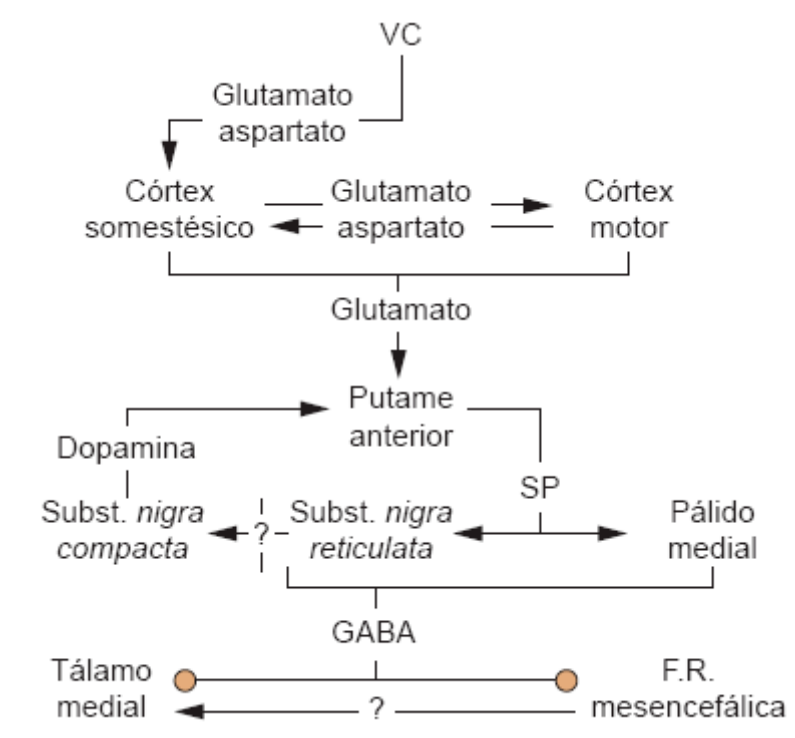 VC
Glutamato
aspartato
Córtex
somestésico
Glutamato
aspartato
Córtex
motor
Glutamato
Putame
anterior
Dopamina
SP
Subst. nigra
compacta
?
Subst. nigra
reticulata
Pálido
medial
GABA
Tálamo
medial
?
F.R.
mesencefálica